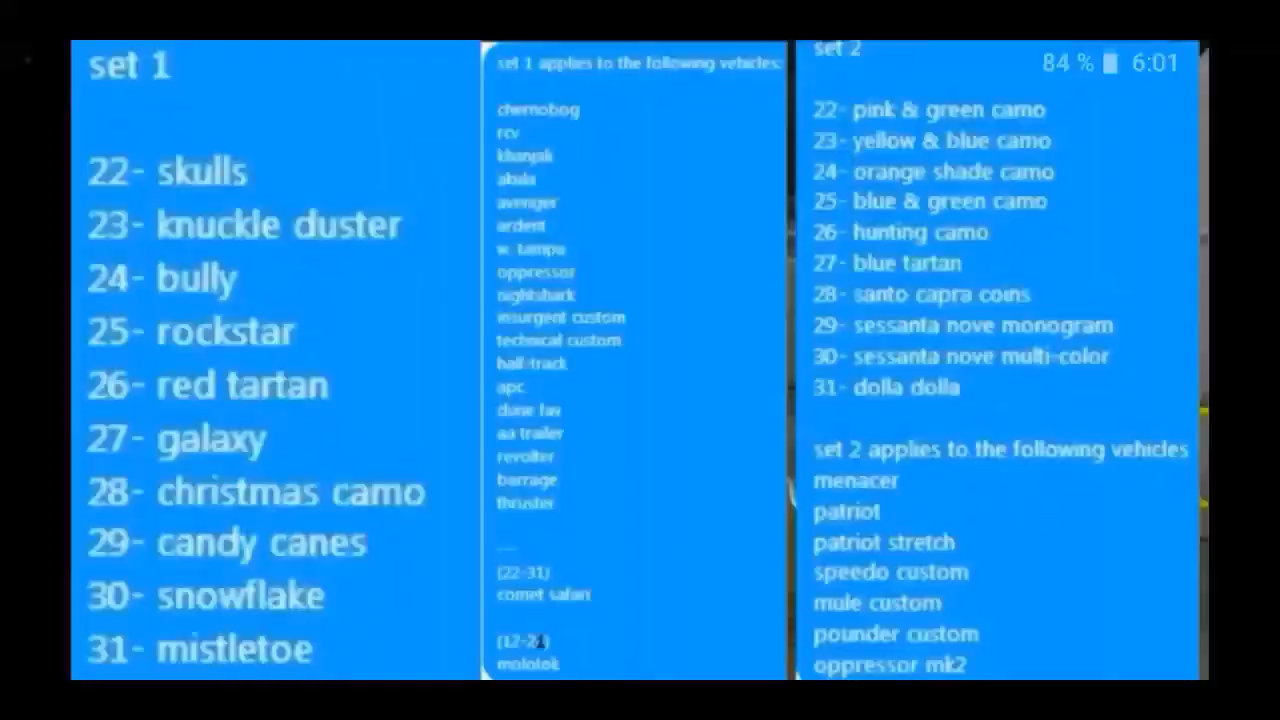 set 1
22- skulls
23- knuckle duster
24- bully
25- rockstar
26- red tartan
27- galaxy
28- christmas camo
29- candy canes
30- snowflake
31- mistletoe
set 1 applies to the following vehicles:
chernobog
rcv
khanjali
akula
avenger
ardent
w. tampa
oppressor
nightshark
insurgent custom
technical custom
half-track
apc
dune fav
aa trailer
revolter
barrage
thruster
(22-31)
comet safari
(12-21)
mololok
set 2
84 % 6:01
22- pink & green camo
23- yellow & blue camo
24- orange shade camo
25- blue & green camo
26- hunting camo
27- blue tartan
28- santo capra coins
29- sessanta nove monogram
30- sessanta nove multi-color
31- dolla dolla
set 2 applies to the following vehicles
menacer
patriot
patriot stretch
speedo custom
mule custom
pounder custom
oppressor mk2